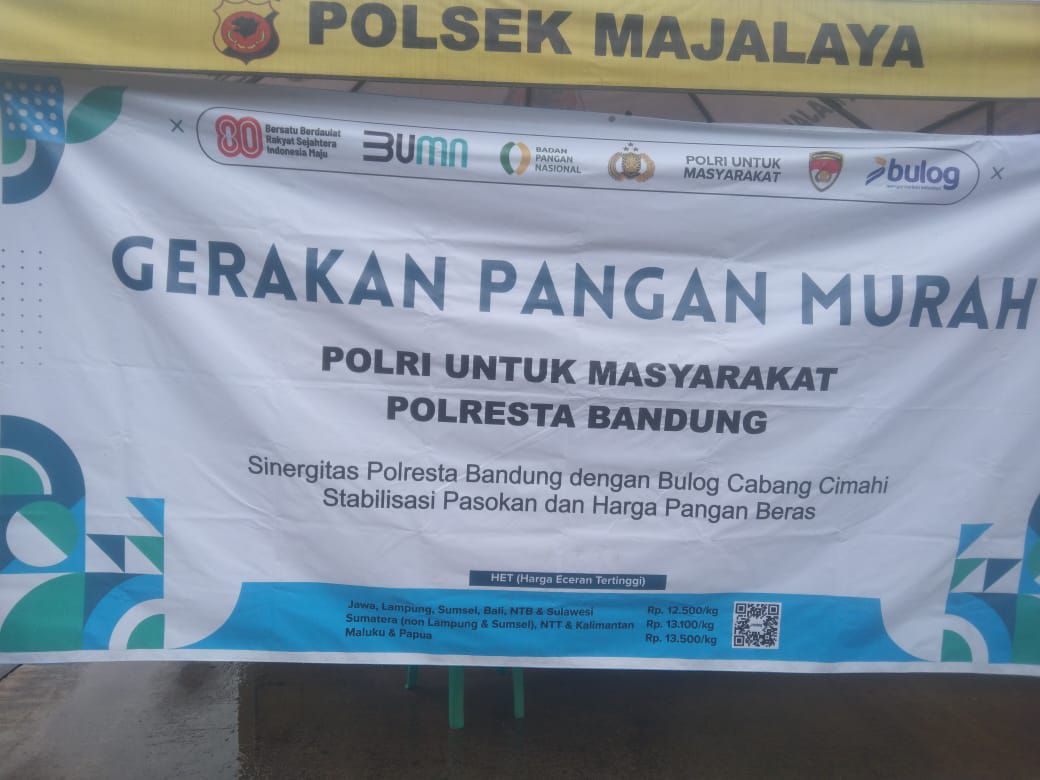 POLSEK MAJALAYA
80 Bersatu Berdaulat
Rakyat Sejahtera
Indonesia Maju
BUMN
BADAN
PANGAN
NASIONAL
POLRI UNTUK
MASYARAKAT
bulog
GERAKAN PANGAN MURAH
POLRI UNTUK MASYARAKAT
POLRESTA BANDUNG
Sinergitas Polresta Bandung dengan Bulog Cabang Cimahi
Stabilisasi Pasokan dan Harga Pangan Beras
HET (Harga Eceran Tertinggi)
Jawa, Lampung, Sumsel, Bali, NTB & Sulawesi Rp. 12.500/kg
Sumatera (non Lampung & Sumsel), NTT & Kalimantan Rp. 13.100/kg
Maluku & Papua Rp. 13.500/kg